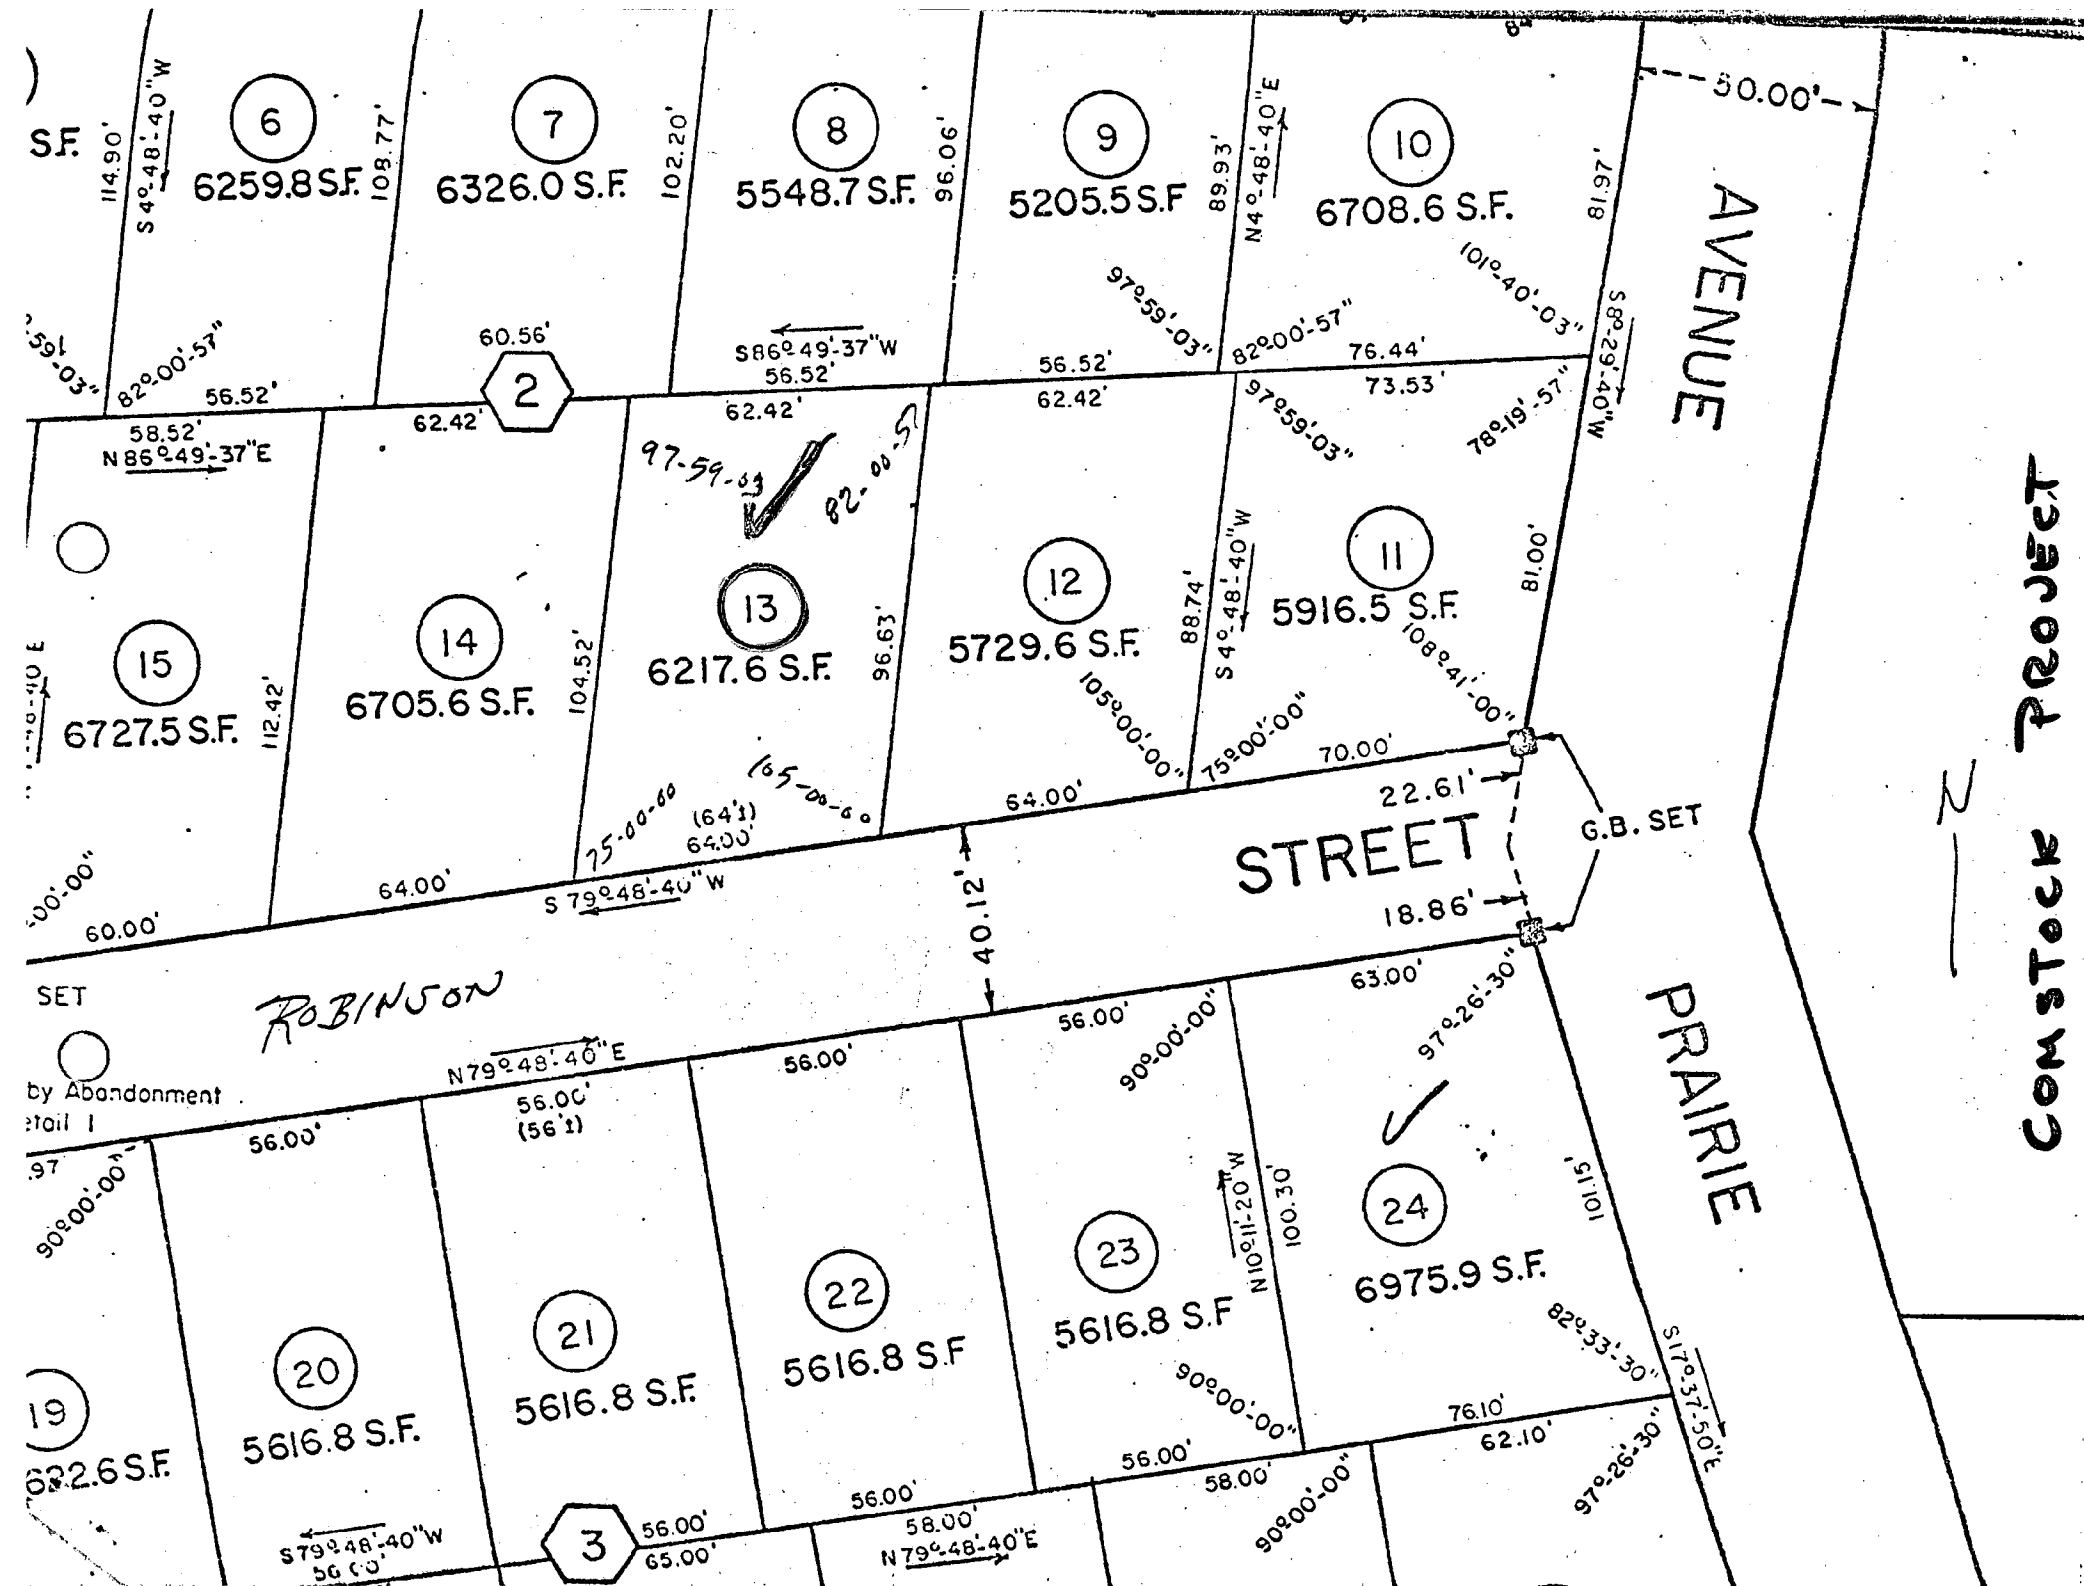 50.00'
S.F.
114.90'
S 4°-48'-40" W
6
6259.8 S.F.
108.77'
7
6326.0 S.F.
102.20'
8
5548.7 S.F.
96.06'
9
5205.5 S.F
89.93'
N 4°-48'-40" E
10
6708.6 S.F.
81.97'
AVENUE
101°-40'-03"
97°-59'-03"
82°-00'-57"
S 8°-29'-40" W
82°-00'-57"
56.52'
60.56'
2
S 86°-49'-37" W
56.52'
56.52'
76.44'
58.52'
N 86°-49'-37" E
62.42'
62.42'
62.42'
97°-59'-03"
73.53'
78°-19'-57"
97-59-03
82-00-57
15
6727.5 S.F.
112.42'
14
6705.6 S.F.
104.52'
13
6217.6 S.F.
96.63'
12
5729.6 S.F.
88.74'
S 4°-48'-40" W
11
5916.5 S.F.
81.00'
108°-41'-00"
105°-00'-00"
75°-00'-00"
75-00-00
105-00-00
(64'±)
64.00'
60.00'
64.00'
S 79°-48'-40" W
64.00'
70.00'
22.61'
G.B. SET
18.86'
STREET
40.12'
ROBINSON
SET
by Abandonment
COMSTOCK PROJECT
N
PRAIRIE
N 79°-48'-40" E
56.00'
56.00'
(56'±)
56.00'
56.00'
90°-00'-00"
63.00'
97°-26'-30"
.97
90°-00'-00"
19
20
5616.8 S.F.
21
5616.8 S.F.
22
5616.8 S.F
23
5616.8 S.F
N 10°-11'-20" W
100.30'
24
6975.9 S.F.
101.15'
82°-33'-30"
S 17°-37'-50" E
90°-00'-00"
76.10'
62.10'
97°-26'-30"
S 79°-48'-40" W
56.00'
3
56.00'
65.00'
56.00'
58.00'
N 79°-48'-40" E
56.00'
58.00'
90°-00'-00"